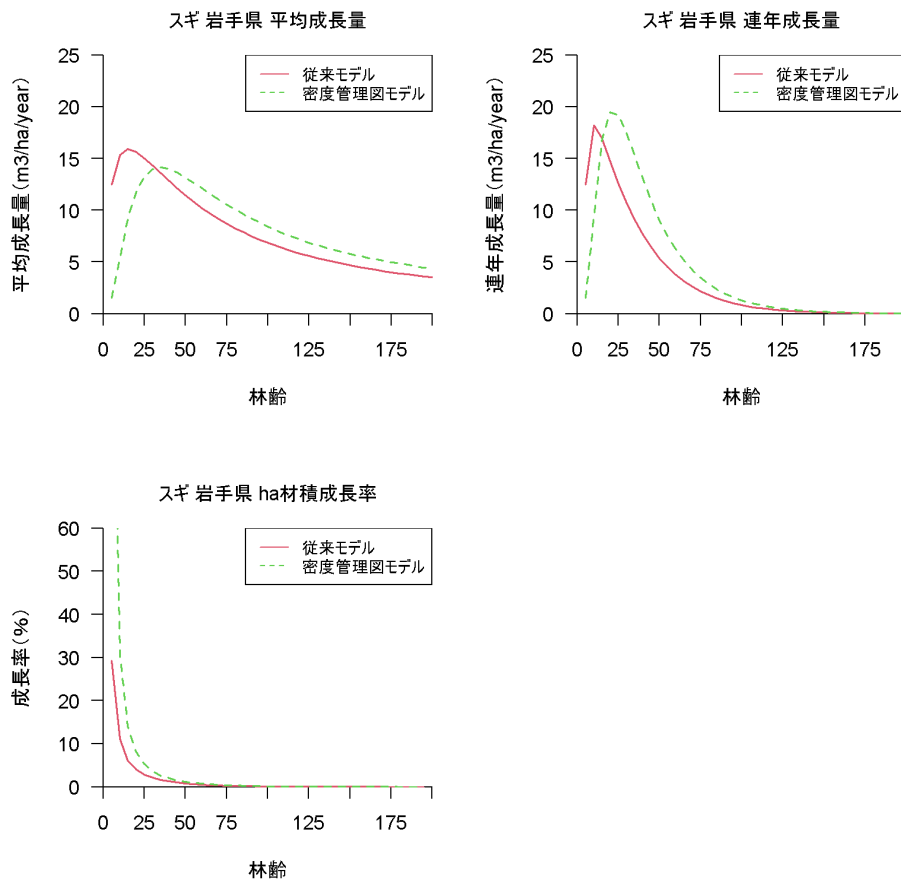 スギ 岩手県 平均成長量
平均成長量(m3/ha/year)
25
20
15
10
5
0
従来モデル
密度管理図モデル
0 25 50 75 125 175
林齢
スギ 岩手県 連年成長量
連年成長量(m3/ha/year)
25
20
15
10
5
0
従来モデル
密度管理図モデル
0 25 50 75 125 175
林齢
スギ 岩手県 ha材積成長率
成長率(%)
60
50
40
30
20
10
0
従来モデル
密度管理図モデル
0 25 50 75 125 175
林齢